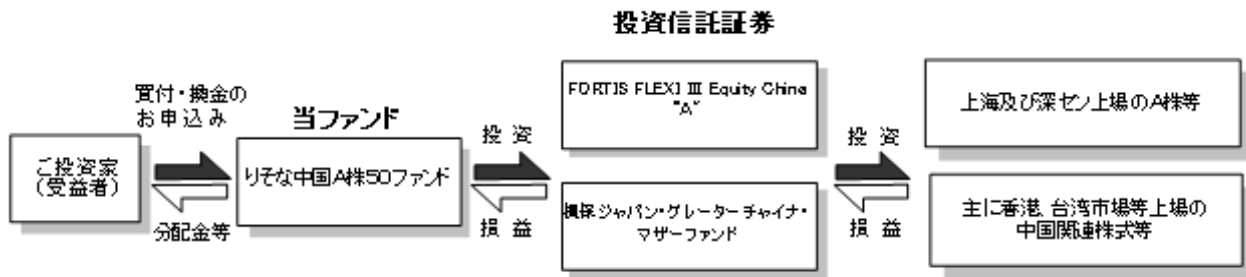 投資信託証券
買付・換金の
お申込み
当ファンド
ご投資家
(受益者)
分配金等
りそな中国A株50ファンド
投 資
損 益
FORTIS FLEXI III Equity China
"A"
損保ジャパン・グレーターチャイナ・
マザーファンド
投 資
損 益
上海及び深セン上場のA株等
主に香港、台湾市場等上場の
中国関連株式等